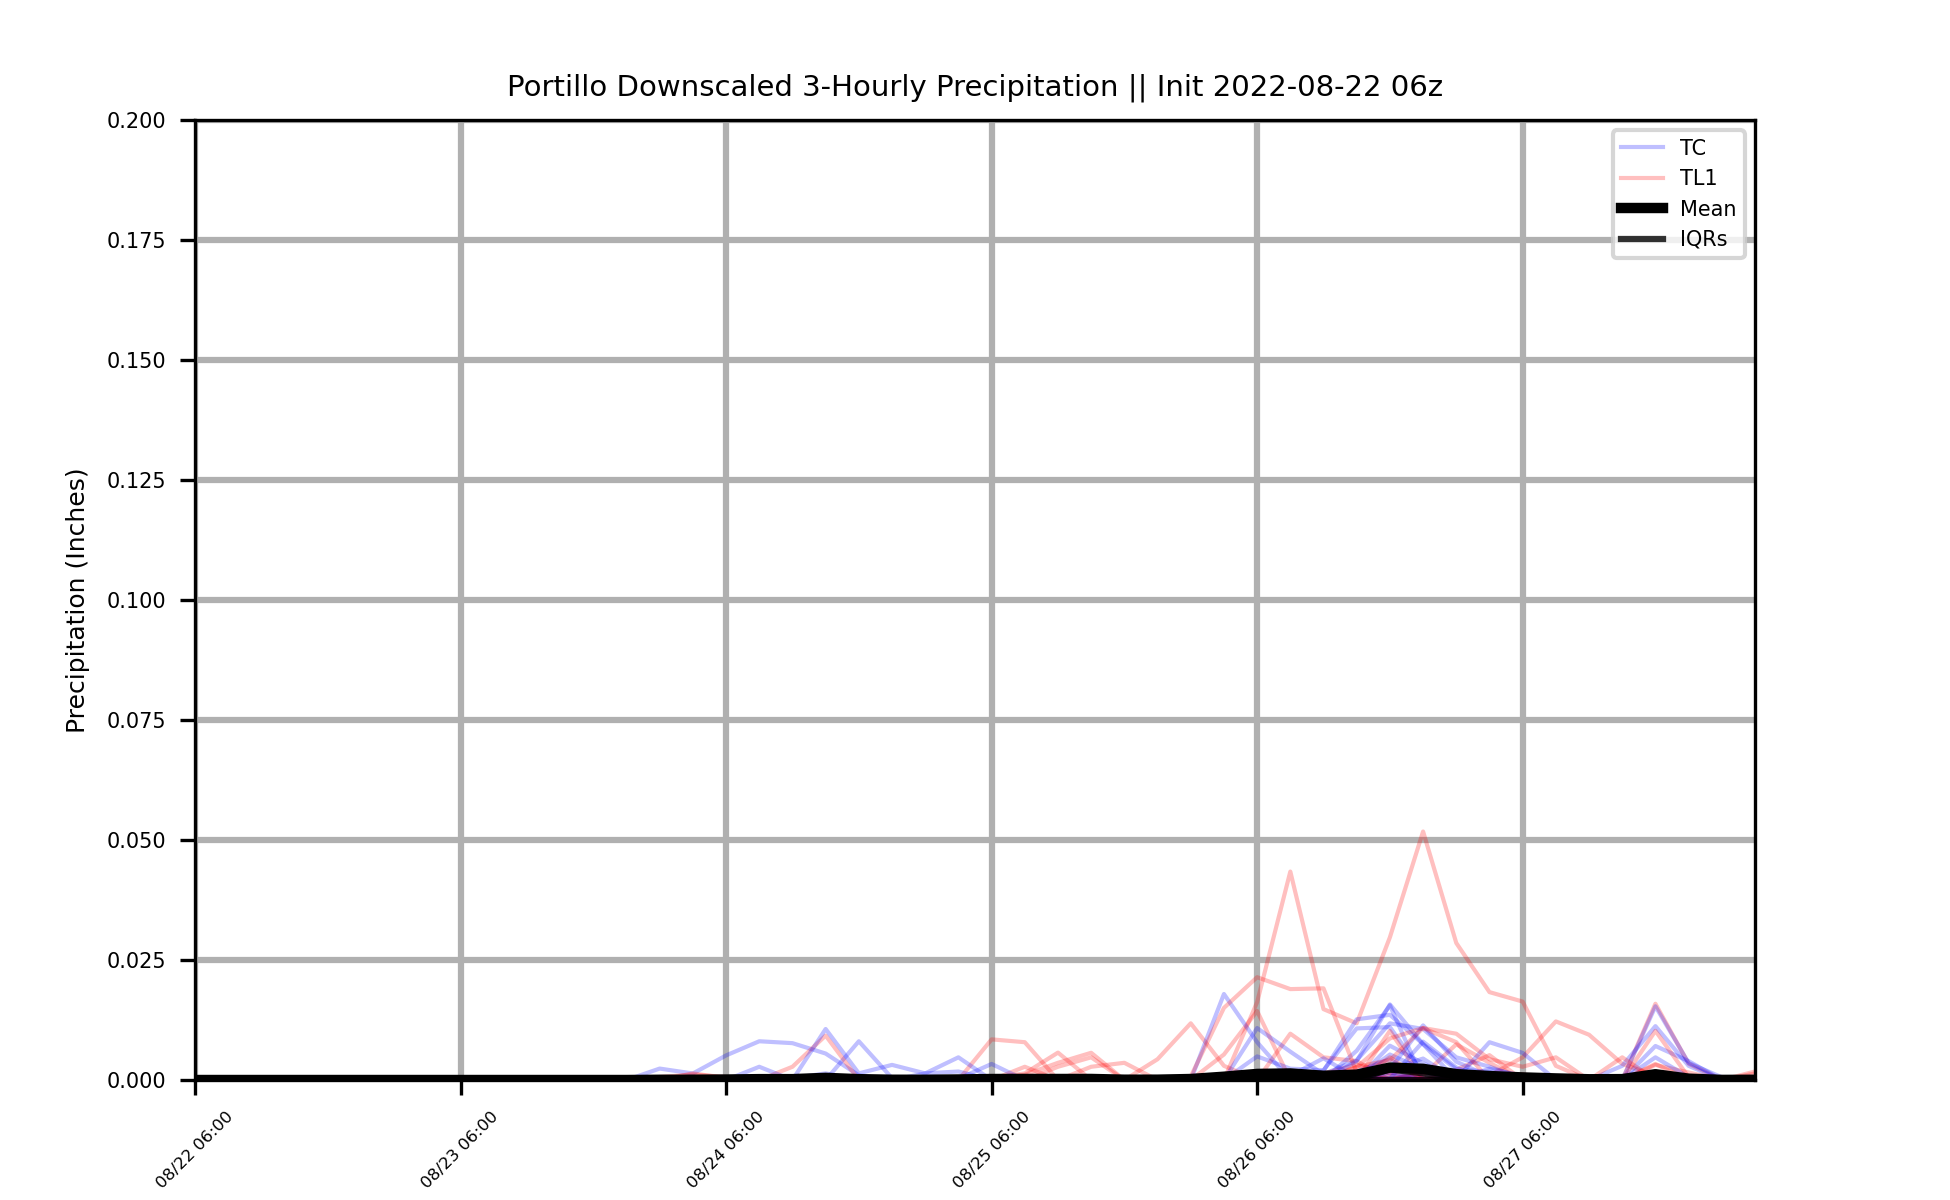 Portillo Downscaled 3-Hourly Precipitation || Init 2022-08-22 06z
TC
TL1
Mean
IQRs
Precipitation (Inches)
0.200
0.175
0.150
0.125
0.100
0.075
0.050
0.025
0.000
08/22 06:00
08/23 06:00
08/24 06:00
08/25 06:00
08/26 06:00
08/27 06:00